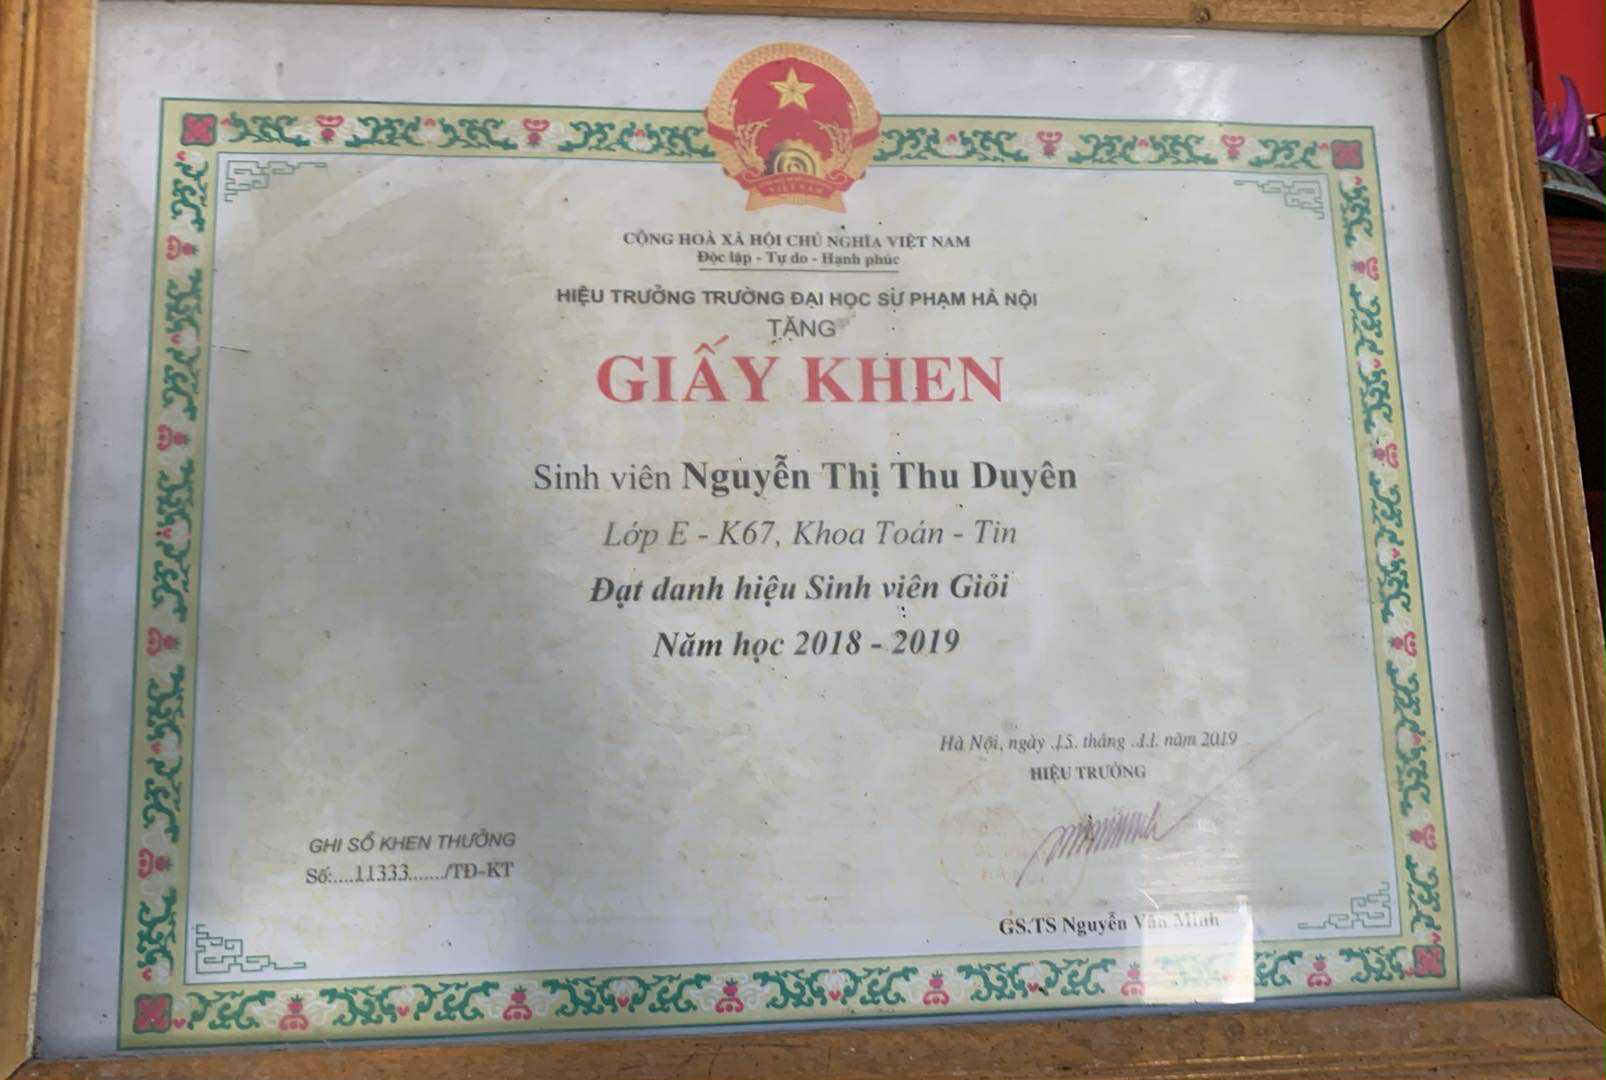 VIỆT NAM
CỘNG HOÀ XÃ HỘI CHỦ NGHĨA VIỆT NAM
Độc lập - Tự do - Hạnh phúc
HIỆU TRƯỞNG TRƯỜNG ĐẠI HỌC SƯ PHẠM HÀ NỘI
TẶNG
GIẤY KHEN
Sinh viên Nguyễn Thị Thu Duyên
Lớp E - K67, Khoa Toán - Tin
Đạt danh hiệu Sinh viên Giỏi
Năm học 2018 - 2019
Hà Nội, ngày .15. tháng .11. năm 2019
HIỆU TRƯỞNG
GHI SỔ KHEN THƯỞNG
Số:....11333......./TĐ-KT
GS.TS Nguyễn Văn Minh